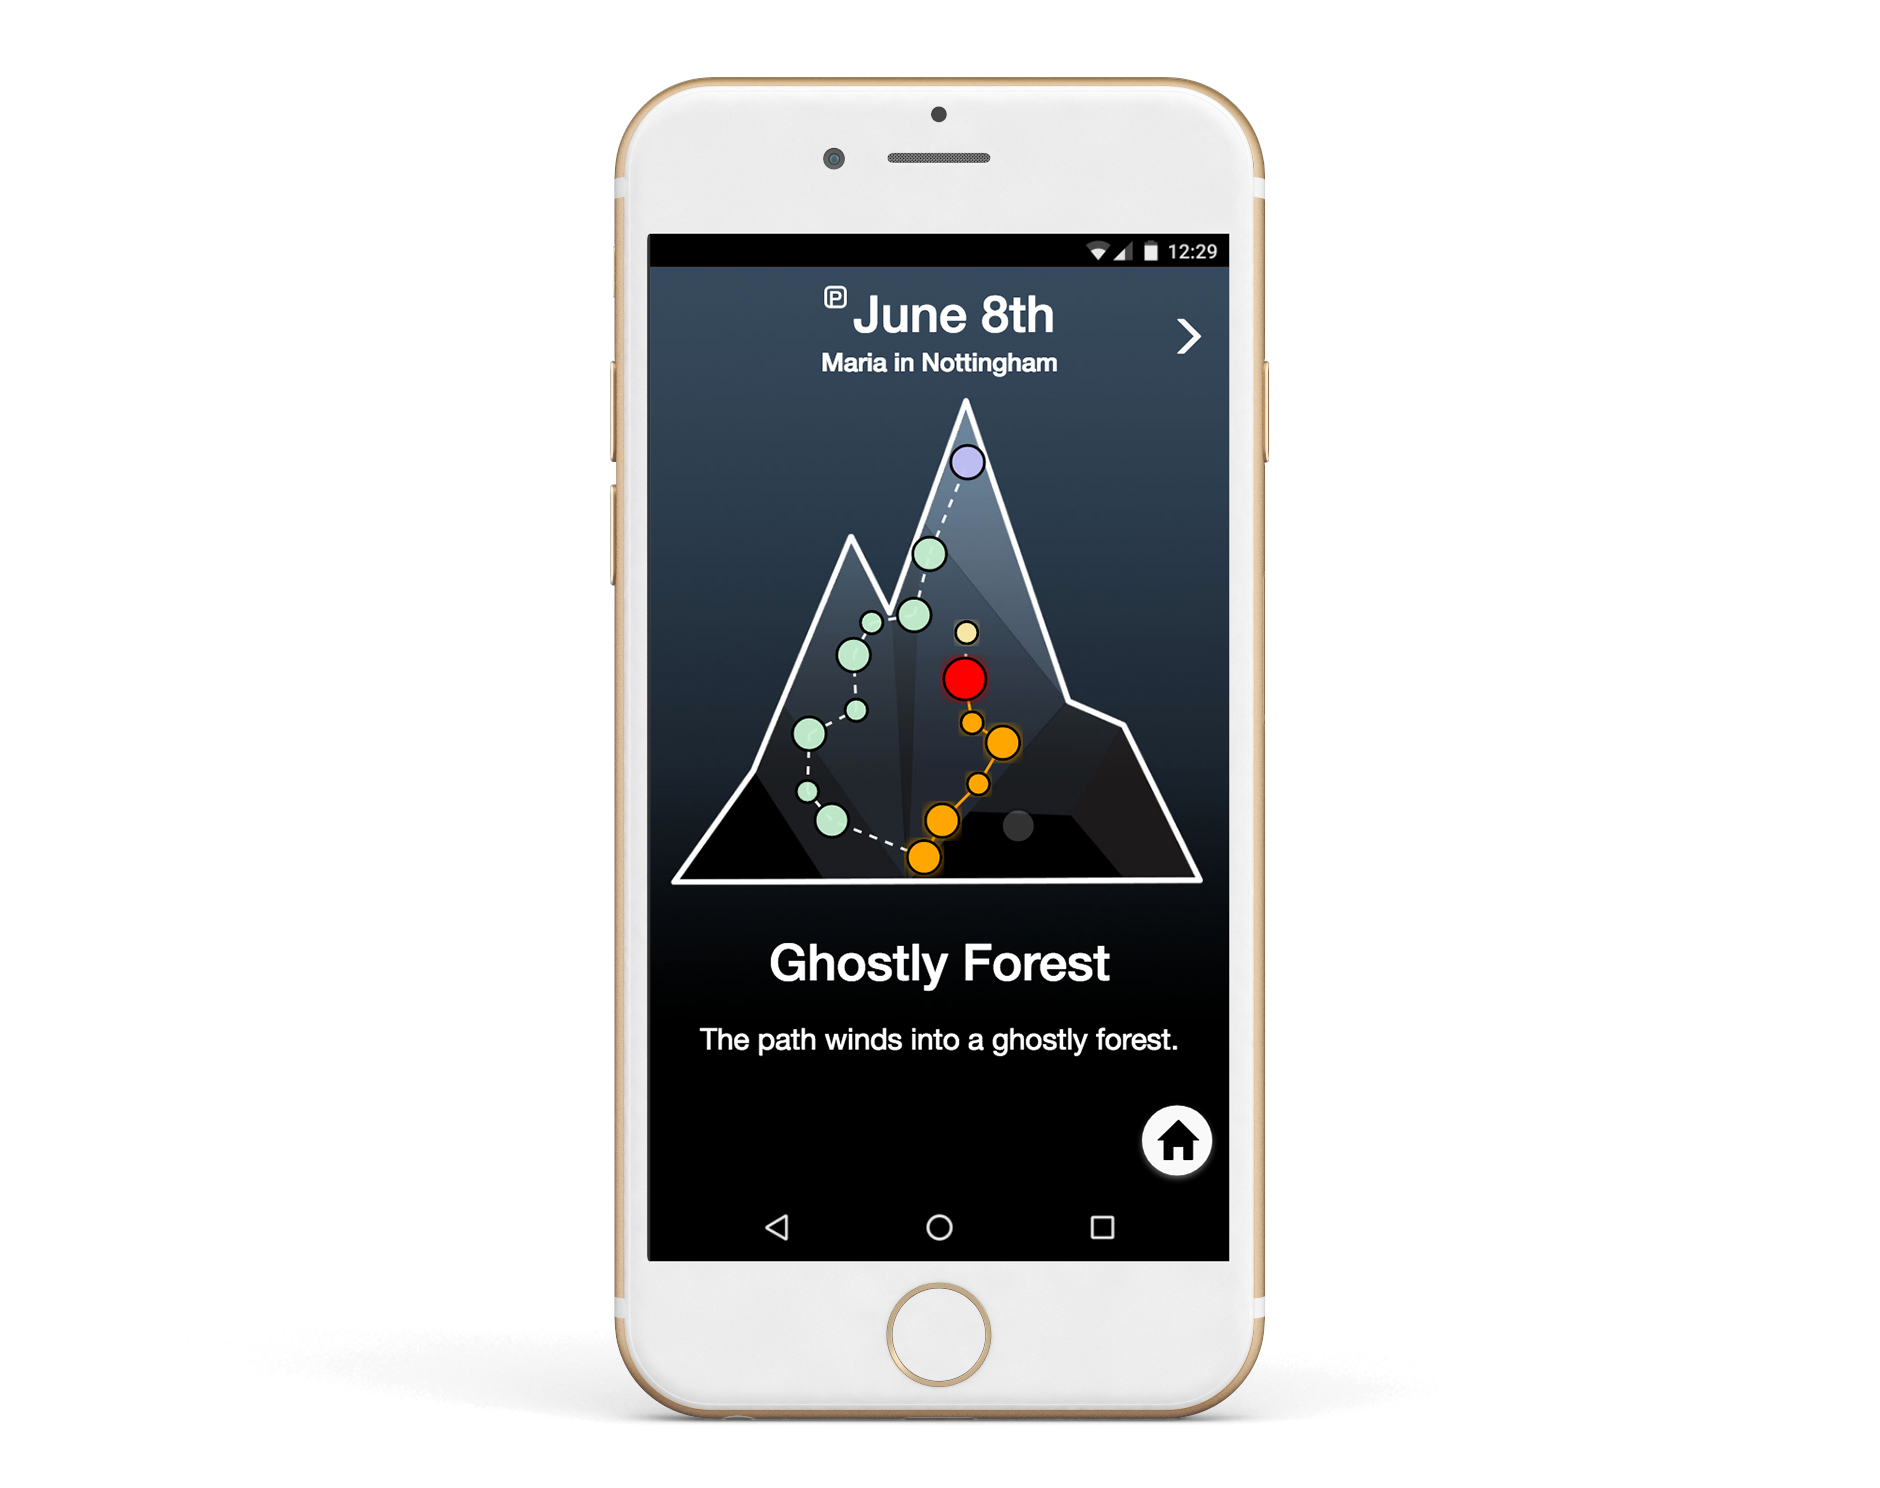 12:29
P June 8th
Maria in Nottingham
Ghostly Forest
The path winds into a ghostly forest.